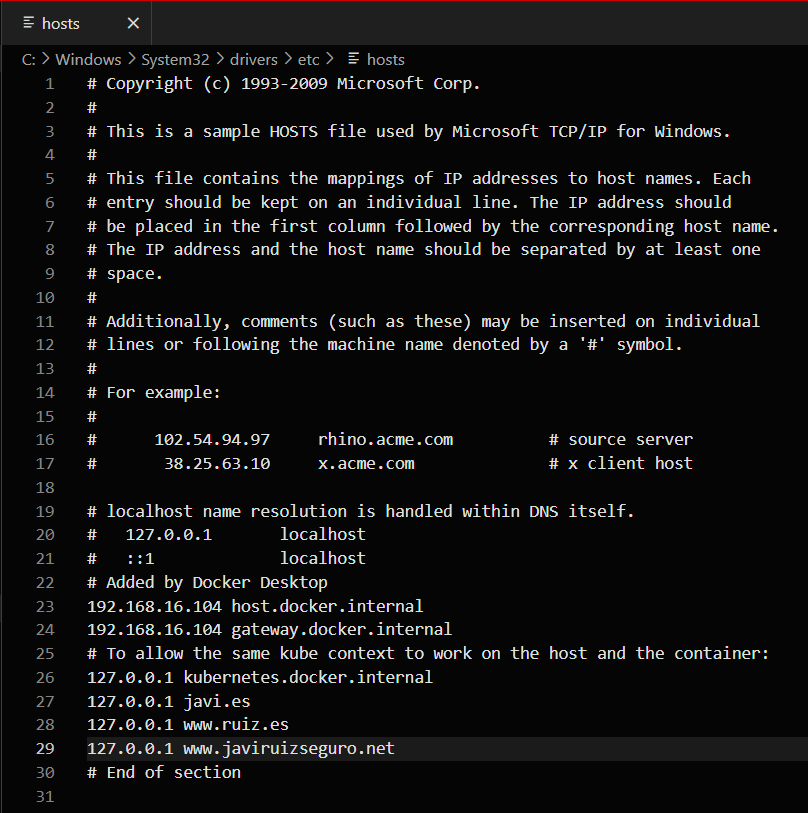 hosts
C: > Windows > System32 > drivers > etc > hosts
1 # Copyright (c) 1993-2009 Microsoft Corp.
2 #
3 # This is a sample HOSTS file used by Microsoft TCP/IP for Windows.
4 #
5 # This file contains the mappings of IP addresses to host names. Each
6 # entry should be kept on an individual line. The IP address should
7 # be placed in the first column followed by the corresponding host name.
8 # The IP address and the host name should be separated by at least one
9 # space.
10 #
11 # Additionally, comments (such as these) may be inserted on individual
12 # lines or following the machine name denoted by a '#' symbol.
13 #
14 # For example:
15 #
16 #      102.54.94.97     rhino.acme.com          # source server
17 #       38.25.63.10     x.acme.com              # x client host
18
19 # localhost name resolution is handled within DNS itself.
20 #   127.0.0.1       localhost
21 #   ::1             localhost
22 # Added by Docker Desktop
23 192.168.16.104 host.docker.internal
24 192.168.16.104 gateway.docker.internal
25 # To allow the same kube context to work on the host and the container:
26 127.0.0.1 kubernetes.docker.internal
27 127.0.0.1 javi.es
28 127.0.0.1 www.ruiz.es
29 127.0.0.1 www.javiruizseguro.net
30 # End of section
31